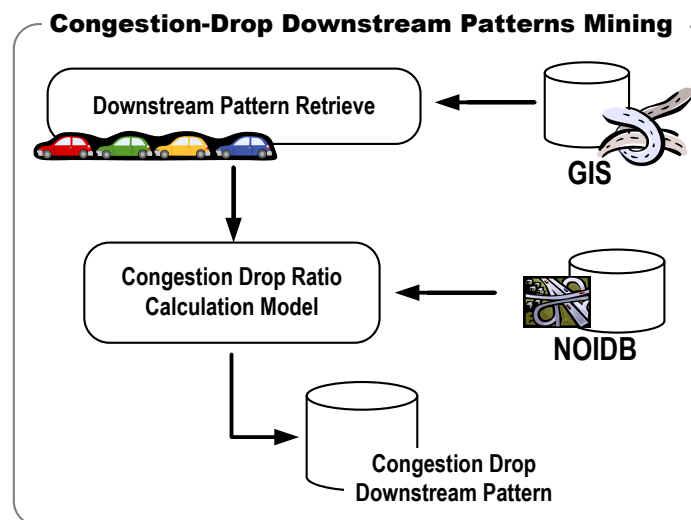 Congestion-Drop Downstream Patterns Mining
Downstream Pattern Retrieve
GIS
Congestion Drop Ratio
Calculation Model
NOIDB
Congestion Drop
Downstream Pattern